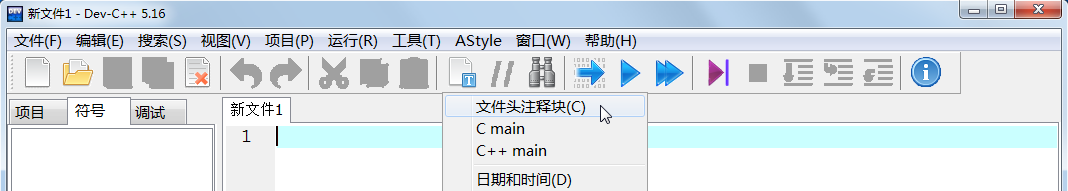 新文件1 - Dev-C++ 5.16
文件(F) 编辑(E) 搜索(S) 视图(V) 项目(P) 运行(R) 工具(T) AStyle 窗口(W) 帮助(H)
项目 符号 调试 新文件1
文件头注释块(C)
1
C main
C++ main
日期和时间(D)